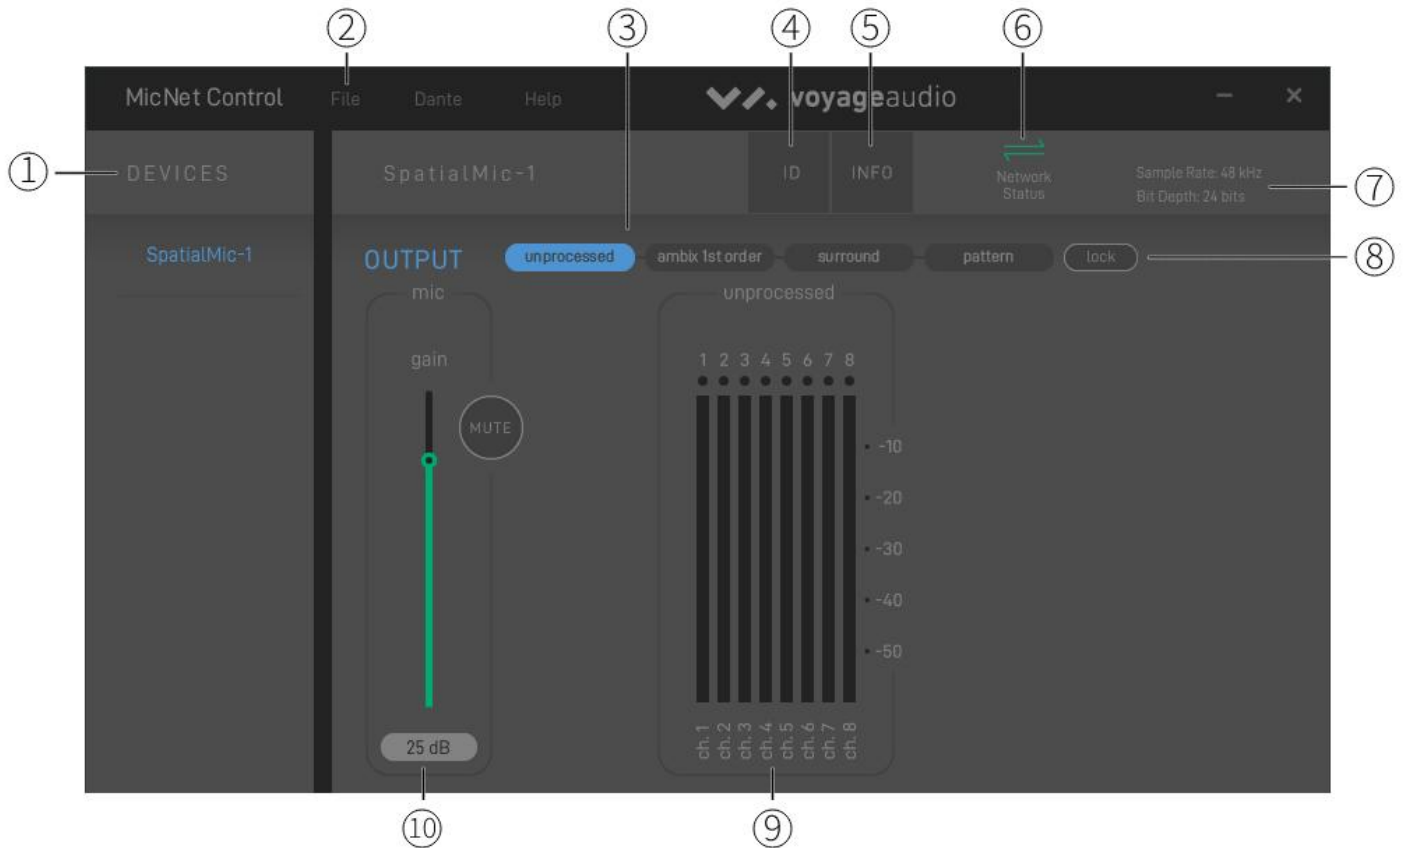 ② ③ ④ ⑤ ⑥
MicNet Control File Dante Help voyageaudio
① DEVICES SpatialMic-1 ID INFO Network Status Sample Rate: 48 kHz Bit Depth: 24 bits ⑦
SpatialMic-1 OUTPUT unprocessed ambix 1st order surround pattern lock ⑧
mic unprocessed
gain 1 2 3 4 5 6 7 8
MUTE
-10
-20
-30
-40
-50
25 dB ch. 1 ch. 2 ch. 3 ch. 4 ch. 5 ch. 6 ch. 7 ch. 8
⑩ ⑨